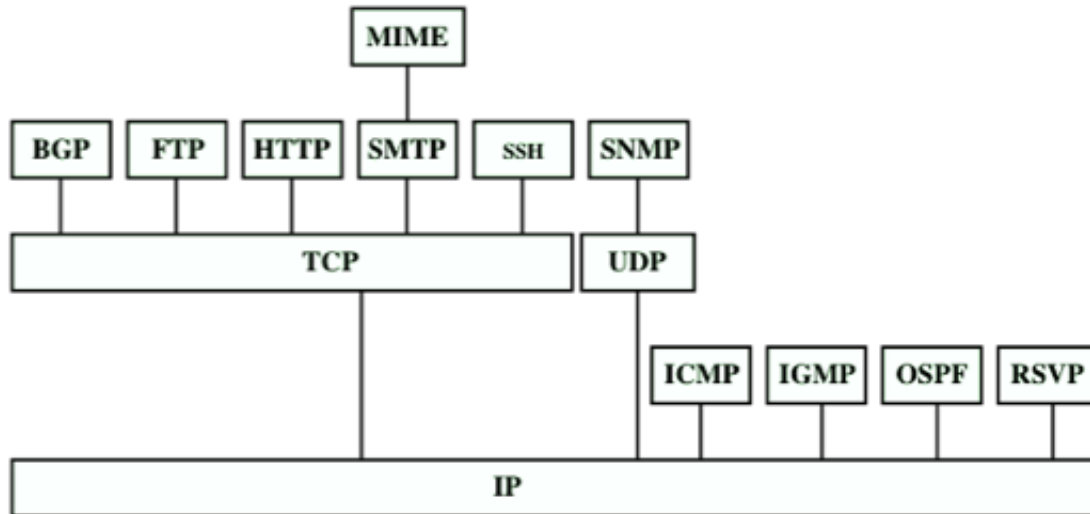 MIME
BGP FTP HTTP SMTP SSH SNMP
TCP UDP
ICMP IGMP OSPF RSVP
IP